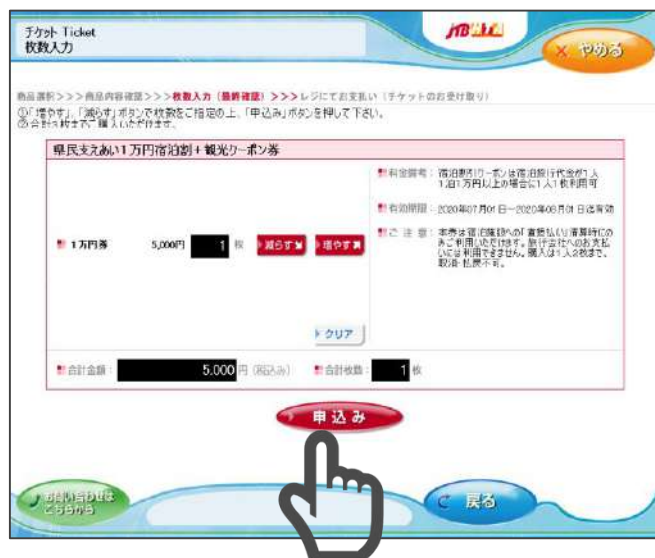 チケット Ticket
枚数入力
JTB
× やめる
商品選択>>>商品内容確認>>>枚数入力（最終確認）>>>レジにてお支払い（チケットのお受け取り）
①「増やす」、「減らす」ボタンで枚数をご指定の上、「申込み」ボタンを押して下さい。
②合計3枚までご購入いただけます。
県民支えあい1万円宿泊割+観光クーポン券
料金備考：宿泊割引クーポンは宿泊旅行代金が1人
1泊1万円以上の場合に1人1枚利用可
有効期間：2020年07月01日~2020年08月01日迄有効
1万円券 5,000円 1 枚 減らす 増やす
ご注意：本券は宿泊施設への「直接払い」清算時にの
みご利用いただけます。旅行会社へのお支払
いには利用できません。購入は1人2枚まで、
取消・払戻不可。
クリア
合計金額： 5,000 円（税込み） 合計枚数： 1 枚
申込み
お問い合わせは
こちらから
戻る